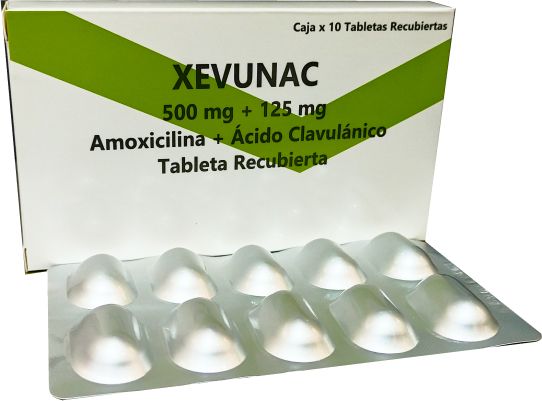 Caja x 10 Tabletas Recubiertas
XEVUNAC
500 mg + 125 mg
Amoxicilina + Ácido Clavulánico
Tableta Recubierta